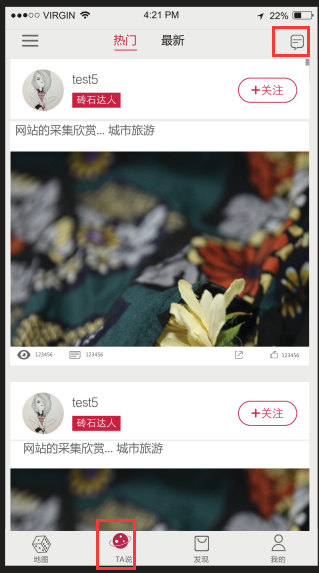 VIRGIN 4:21 PM 22%
热门 最新
test5
砖石达人
+关注
网站的采集欣赏... 城市旅游
123456 123456 123456
test5
砖石达人
+关注
网站的采集欣赏... 城市旅游
地图 TA说 发现 我的